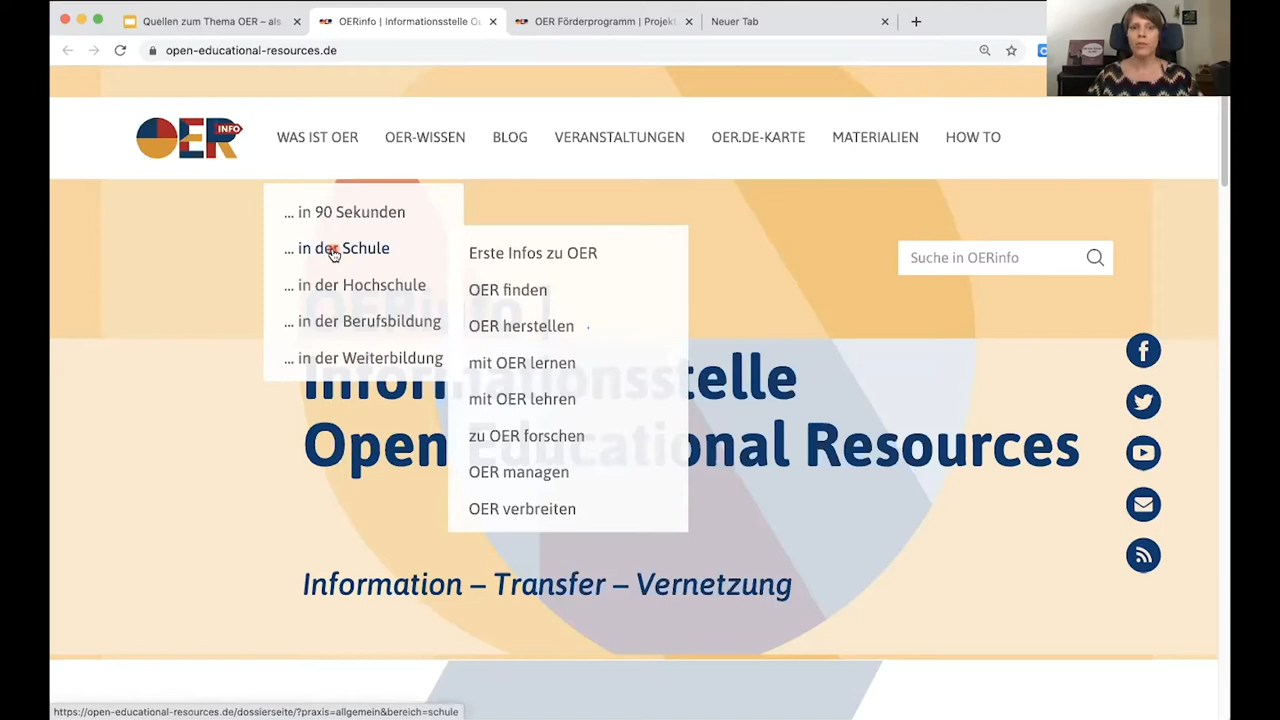 Quellen zum Thema OER – als
OERinfo | Informationsstelle O
OER Förderprogramm | Projekt
Neuer Tab
open-educational-resources.de
OER INFO
WAS IST OER
OER-WISSEN
BLOG
VERANSTALTUNGEN
OER.DE-KARTE
MATERIALIEN
HOW TO
... in 90 Sekunden
... in der Schule
... in der Hochschule
... in der Berufsbildung
... in der Weiterbildung
Erste Infos zu OER
OER finden
OER herstellen
mit OER lernen
mit OER lehren
zu OER forschen
OER managen
OER verbreiten
Suche in OERinfo
OERinfo |
Informationsstelle
Open Educational Resources
Information – Transfer – Vernetzung
https://open-educational-resources.de/dossierseite/?praxis=allgemein&bereich=schule